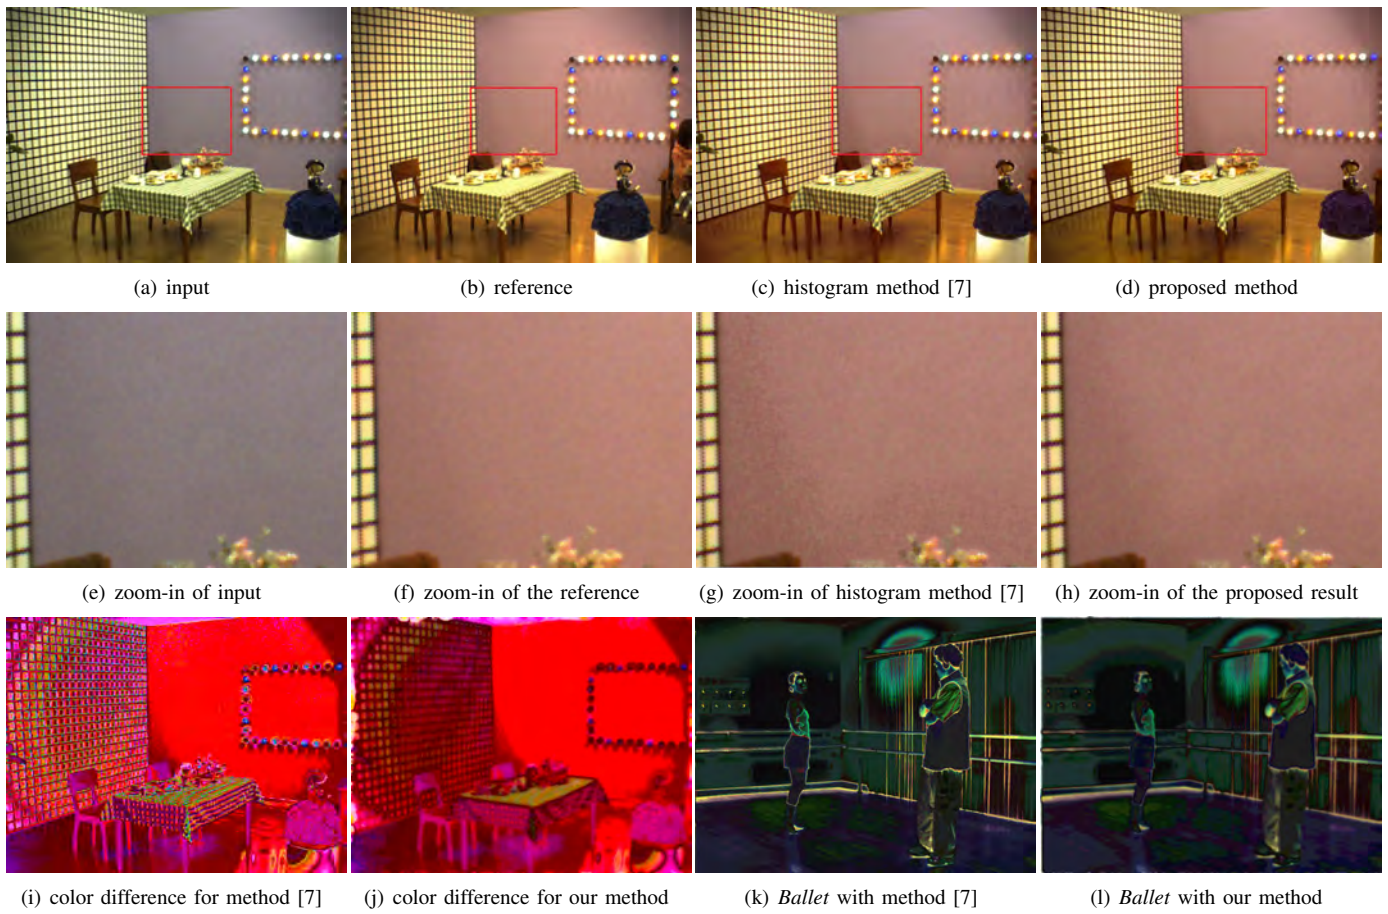 (a) input
(b) reference
(c) histogram method [7]
(d) proposed method
(e) zoom-in of input
(f) zoom-in of the reference
(g) zoom-in of histogram method [7]
(h) zoom-in of the proposed result
(i) color difference for method [7]
(j) color difference for our method
(k) Ballet with method [7]
(l) Ballet with our method